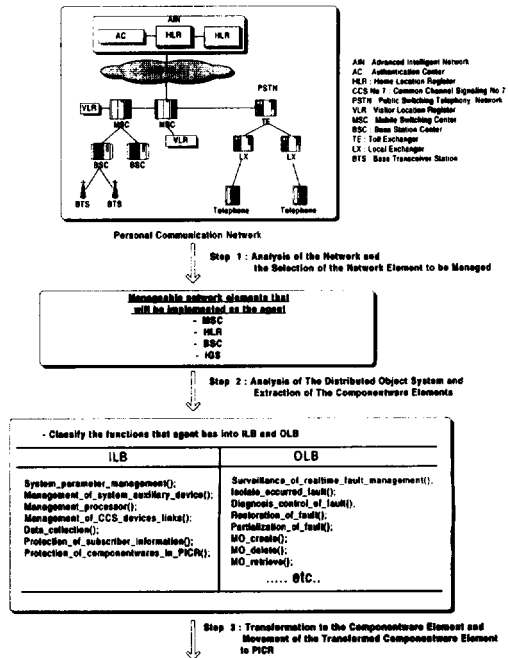 AIN
AC
HLR
HLR
PSTN
VLR
MSC
MSC
TE
VLR
BSC
BSC
LX
LX
BTS
BTS
Telephone
Telephone
AIN Advanced Intelligent Network
AC Authentication Center
HLR : Home Location Register
CCS No 7 : Common Channel Signaling No 7
PSTN Public Switching Telephony Network
VLR Visitor Location Register
MSC Mobile Switching Center
BSC : Base Station Center
TE : Toll Exchanger
LX : Local Exchanger
BTS Base Transceiver Station
Personal Communication Network
Step 1 : Analysis of the Network and
the Selection of the Network Element to be Managed
Manageable network elements that
will be implemented as the agent
- MSC
- HLR
- BSC
- IGS
Step 2 : Analysis of The Distributed Object System and
Extraction of The Componentware Elements
- Classify the functions that agent has into ILB and OLB
ILB
OLB
System_parameter_management();
Management_of_system_auxiliary_device();
Management_processor();
Management_of_CCS_devices_links();
Data_collection();
Protection_of_subscriber_information();
Protection_of_componentwares_in_PICR();
Surveillance_of_realtime_fault_management(),
Isolate_occurred_fault();
Diagnosis_control_of_fault(),
Restoration_of_fault();
Partialization_of_fault();
MO_create();
MO_delete();
MO_retrieve();
..... etc..
Step 3 : Transformation to the Componentware Element and
Movement of the Transformed Componentware Element
to PICR